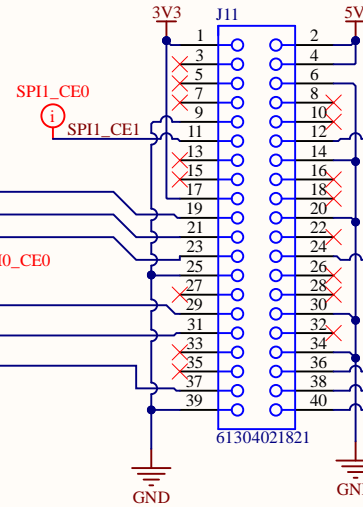 3V3
J11
5V
1 2
3 4
5 6
SPI1_CE0
7 8
i
9 10
SPI1_CE1
11 12
13 14
15 16
17 18
19 20
21 22
23 24
I0_CE0
25 26
27 28
29 30
31 32
33 34
35 36
37 38
39 40
61304021821
GND
GN